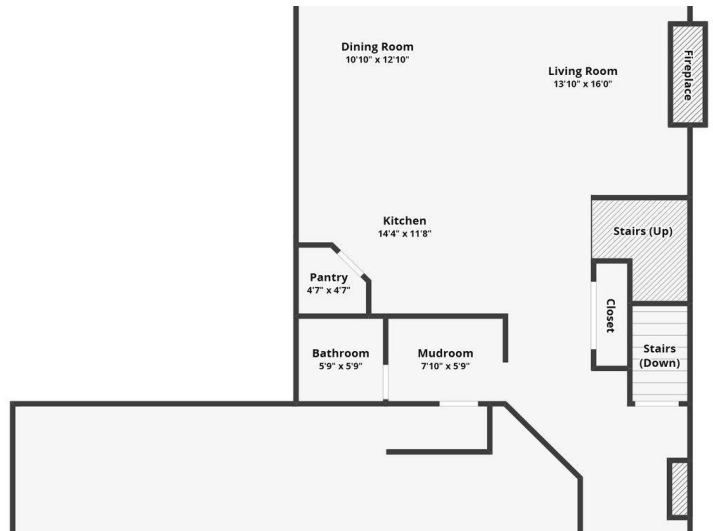 Dining Room
10'10" x 12'10"
Living Room
13'10" x 16'0"
Fireplace
Kitchen
14'4" x 11'8"
Stairs (Up)
Pantry
4'7" x 4'7"
Closet
Bathroom
5'9" x 5'9"
Mudroom
7'10" x 5'9"
Stairs
(Down)